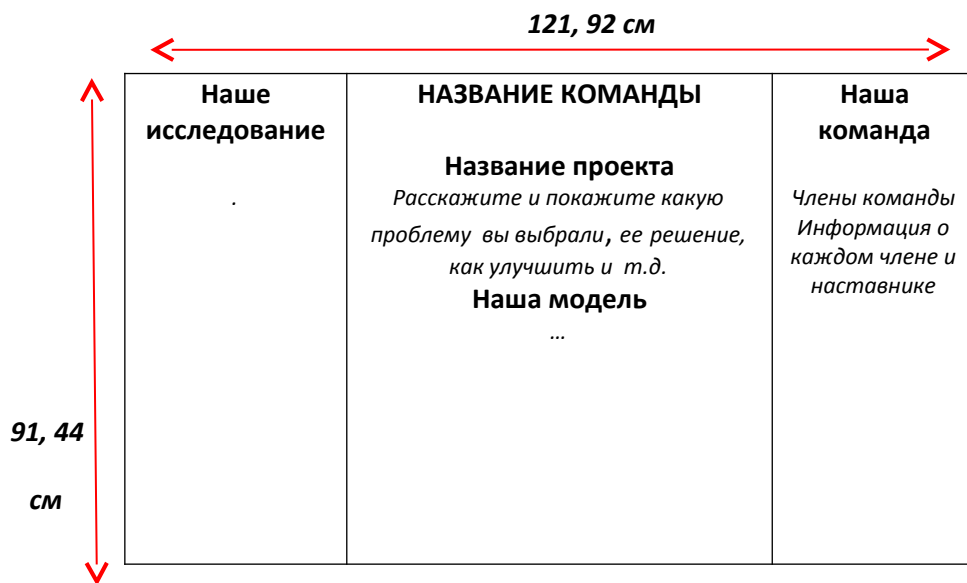 121, 92 см
Наше
исследование
.
НАЗВАНИЕ КОМАНДЫ
Название проекта
Расскажите и покажите какую
проблему вы выбрали, ее решение,
как улучшить и т.д.
Наша модель
...
Наша
команда
Члены команды
Информация о
каждом члене и
наставнике
91, 44
см